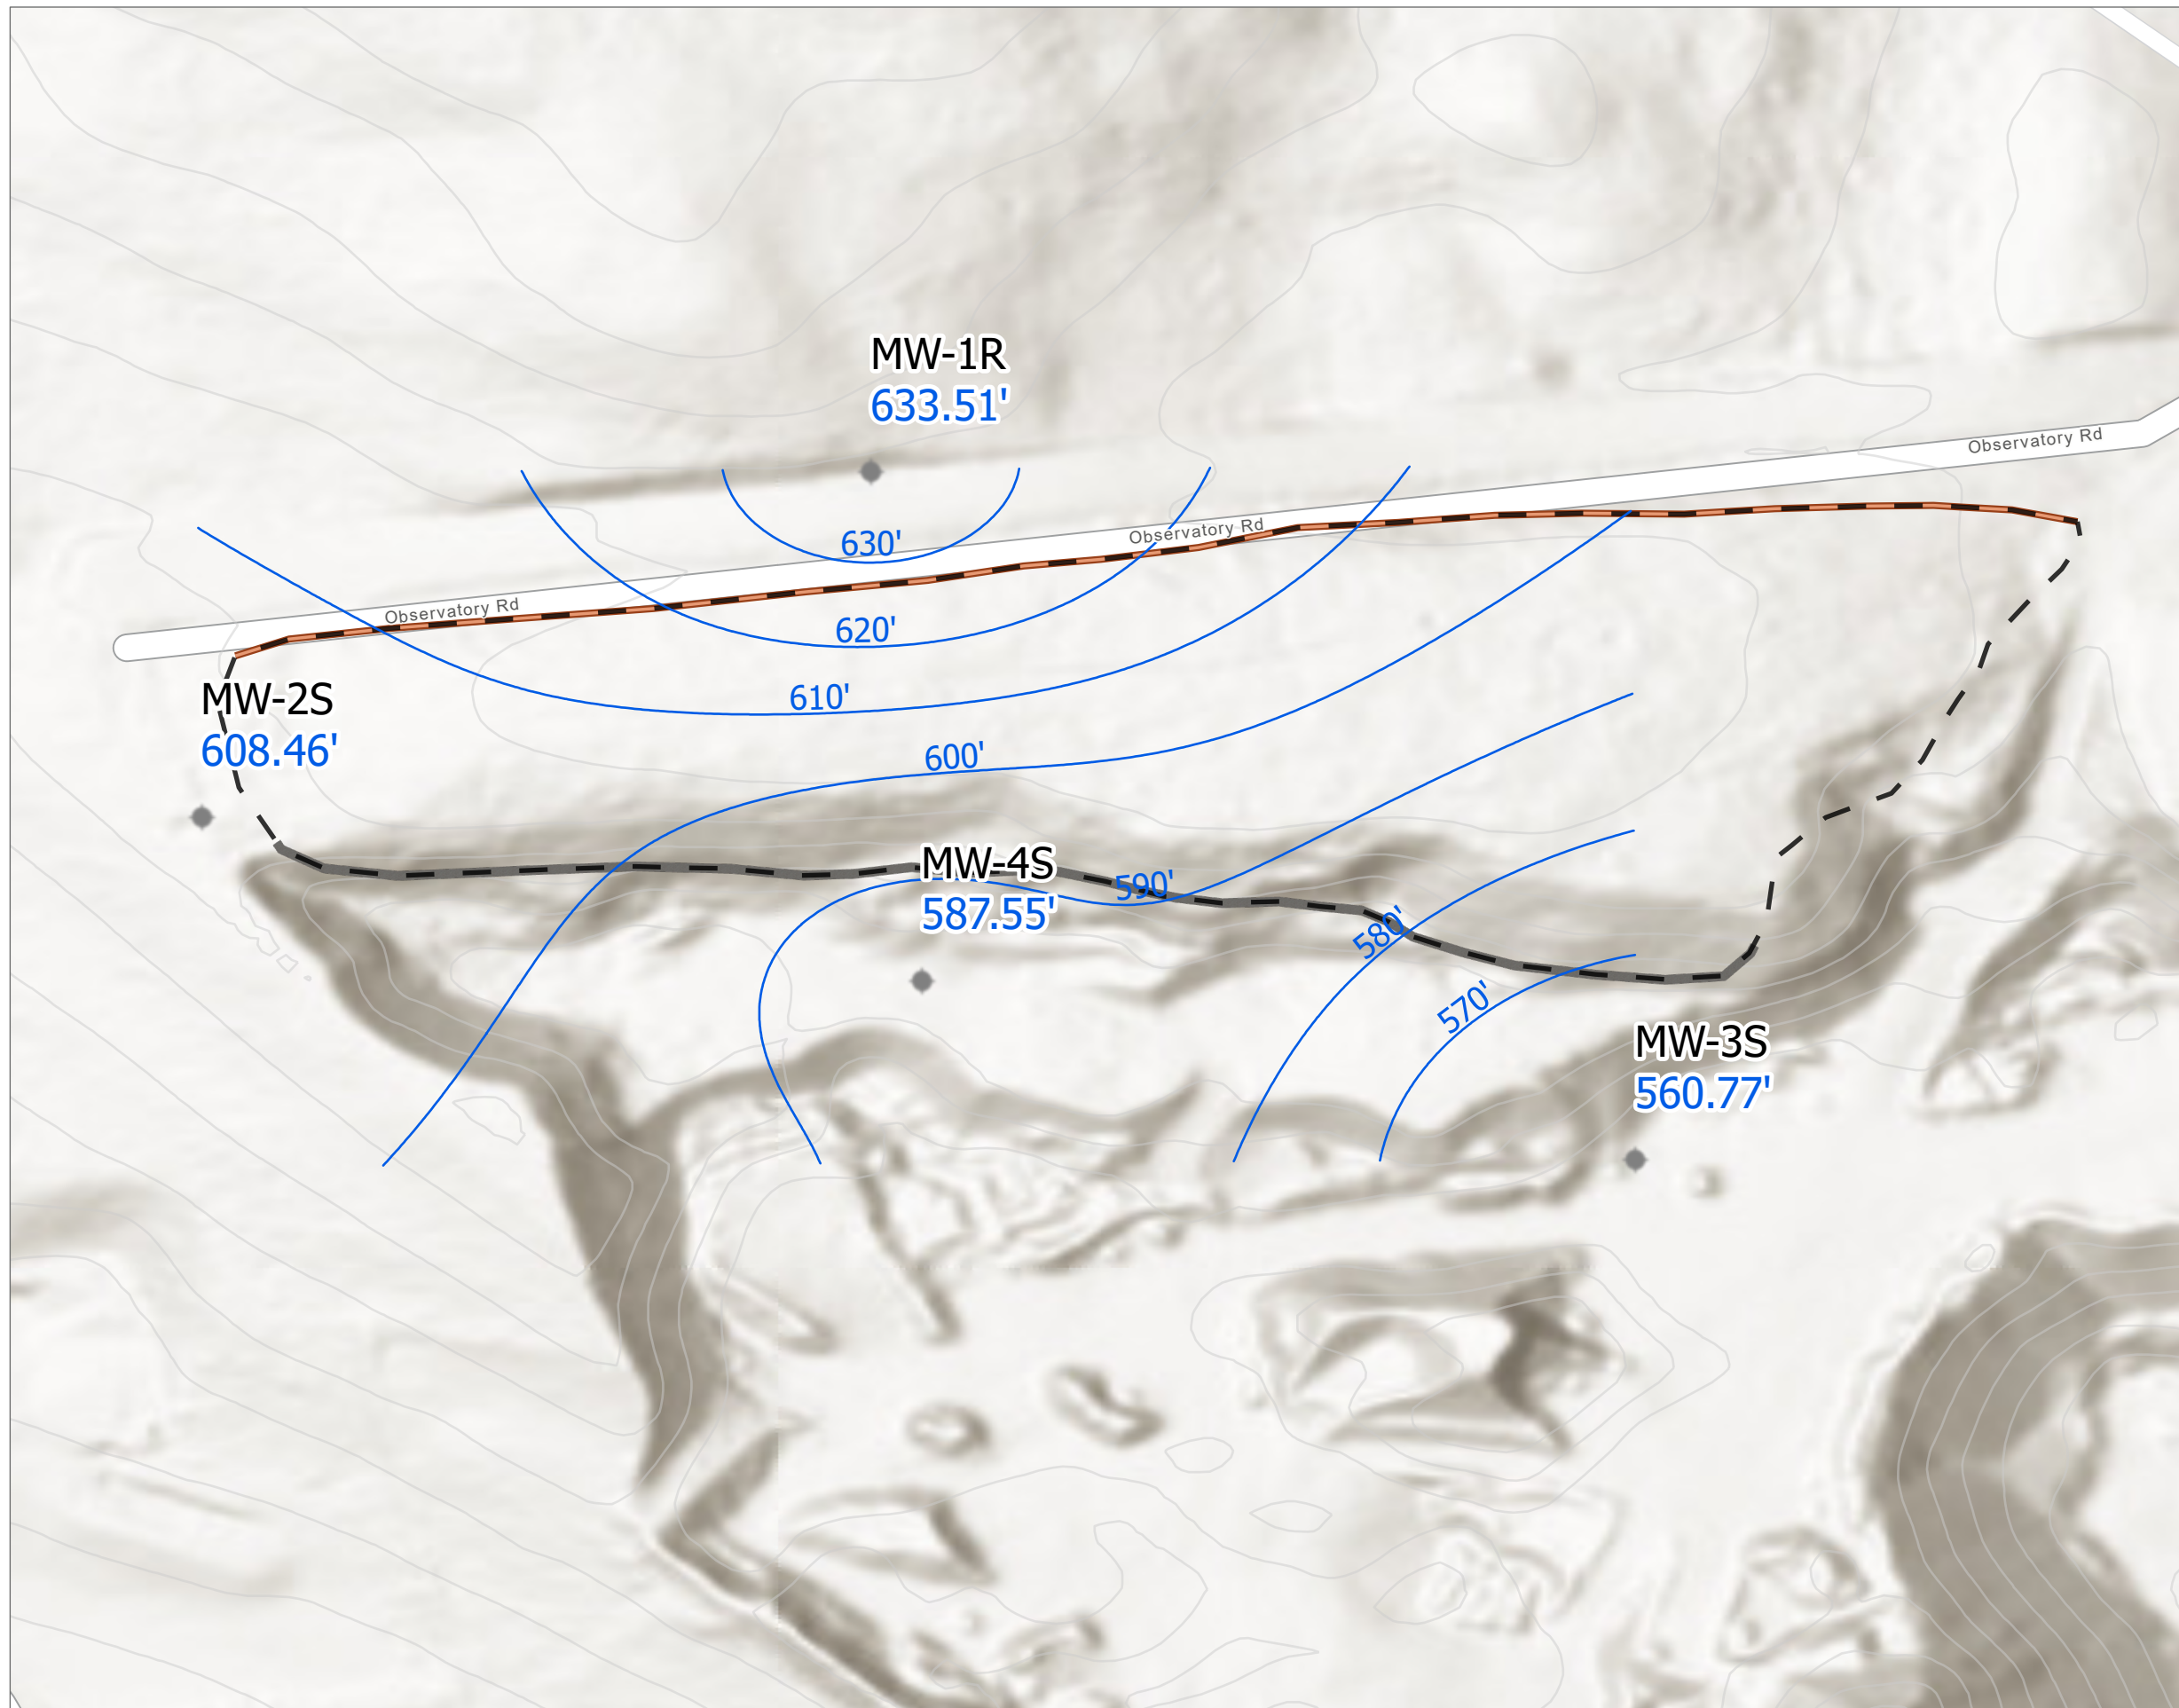 MW-1R
633.51'
Observatory Rd
Observatory Rd
630'
Observatory Rd
620'
MW-2S
608.46'
610'
600'
MW-4S
587.55'
590'
580'
570'
MW-3S
560.77'